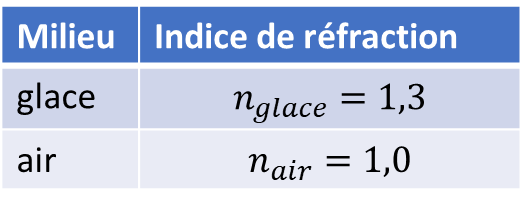 Milieu Indice de réfraction
glace n_glace = 1,3
air n_air = 1,0